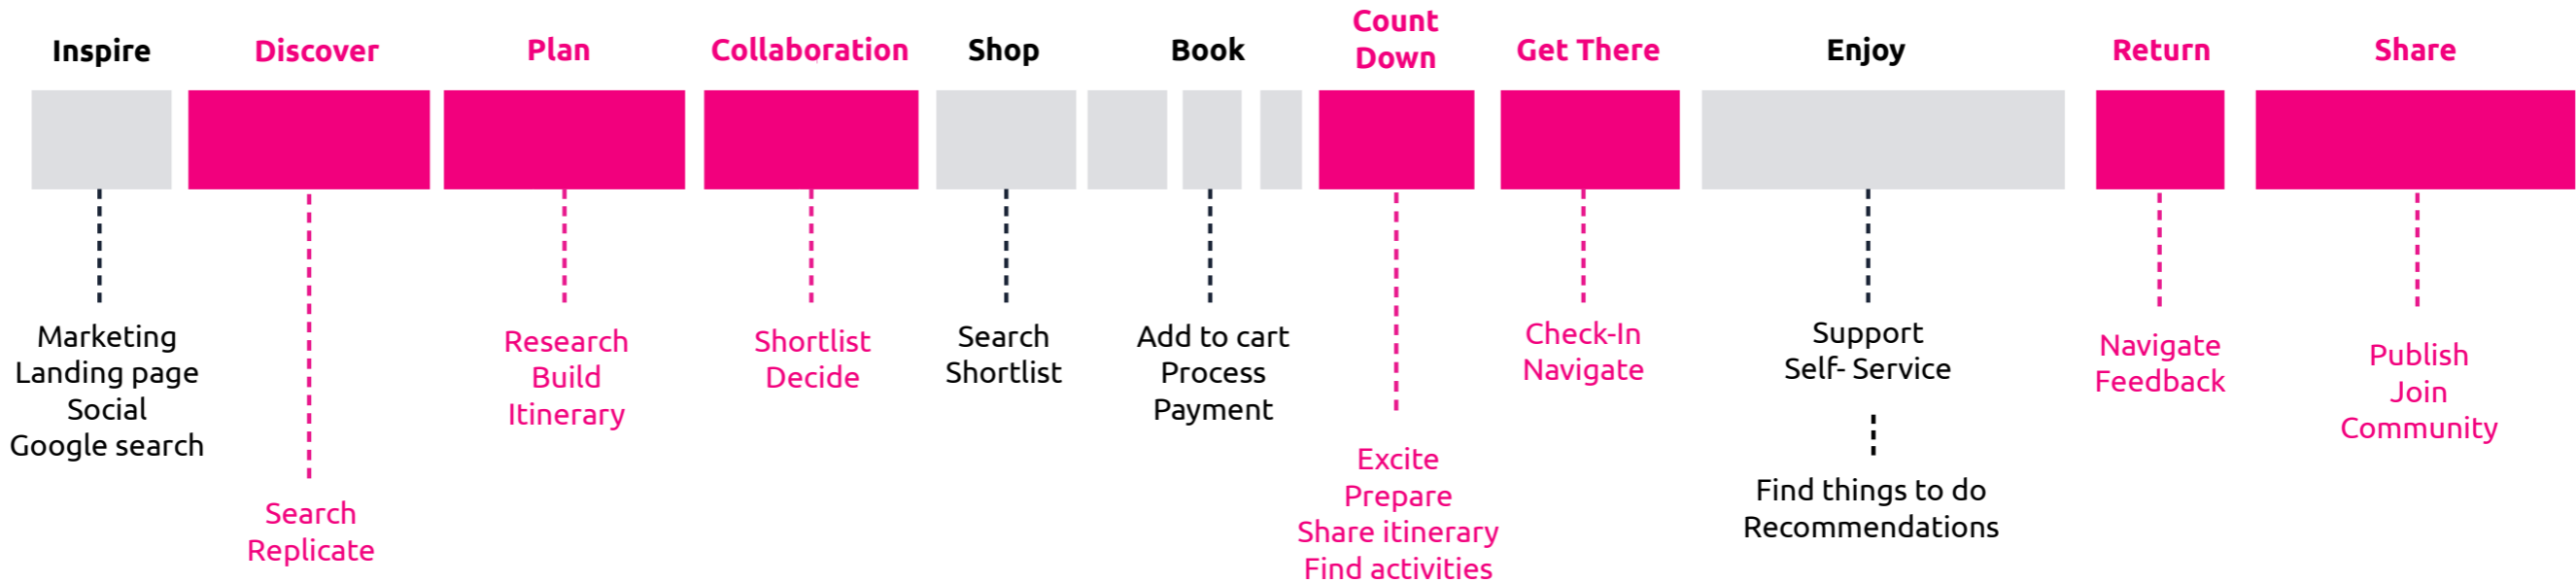 Inspire
Discover
Plan
Collaboration
Shop
Book
Count
Down
Get There
Enjoy
Return
Share
Marketing
Landing page
Social
Google search
Search
Replicate
Research
Build
Itinerary
Shortlist
Decide
Search
Shortlist
Add to cart
Process
Payment
Excite
Prepare
Share itinerary
Find activities
Check-In
Navigate
Support
Self- Service
Find things to do
Recommendations
Navigate
Feedback
Publish
Join
Community